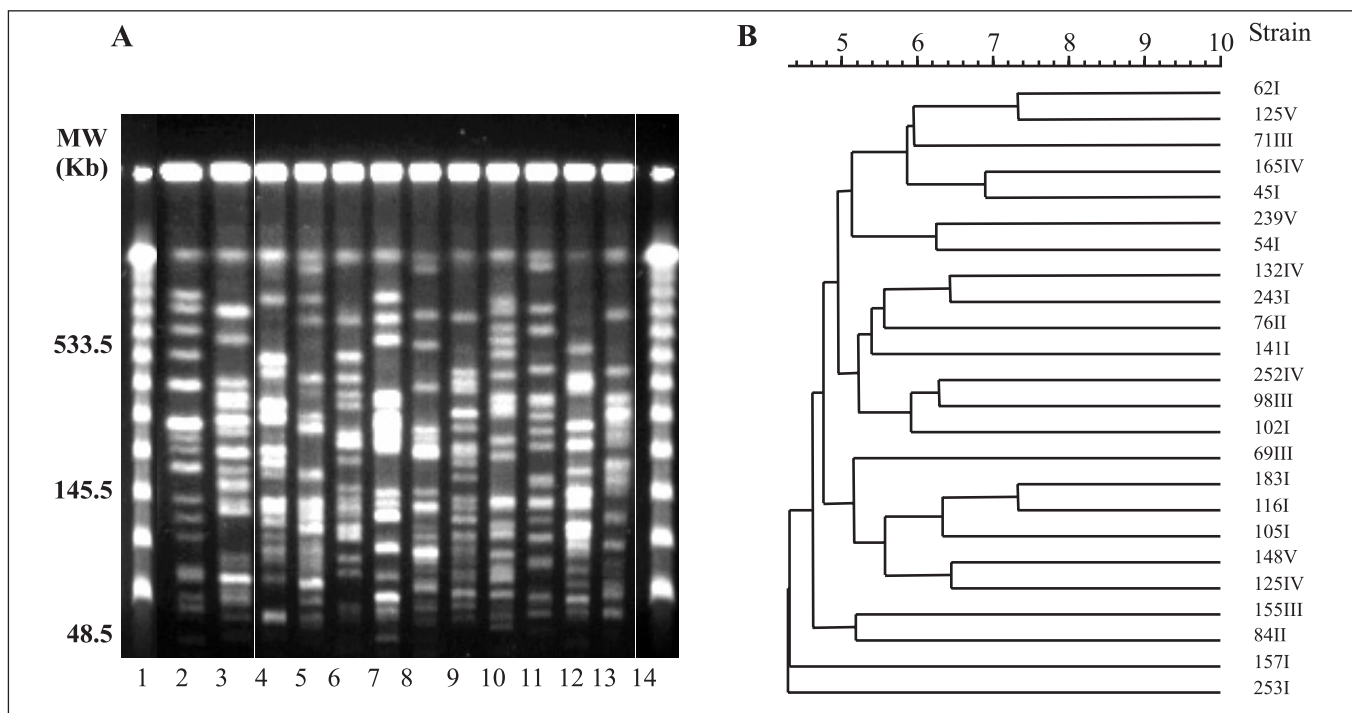 A
MW
(Kb)
533.5
145.5
48.5
1 2 3 4 5 6 7 8 9 10 11 12 13 14
B
5 6 7 8 9 10 Strain
62I
125V
71III
165IV
45I
239V
54I
132IV
243I
76II
141I
252IV
98III
102I
69III
183I
116I
105I
148V
125IV
155III
84II
157I
253I